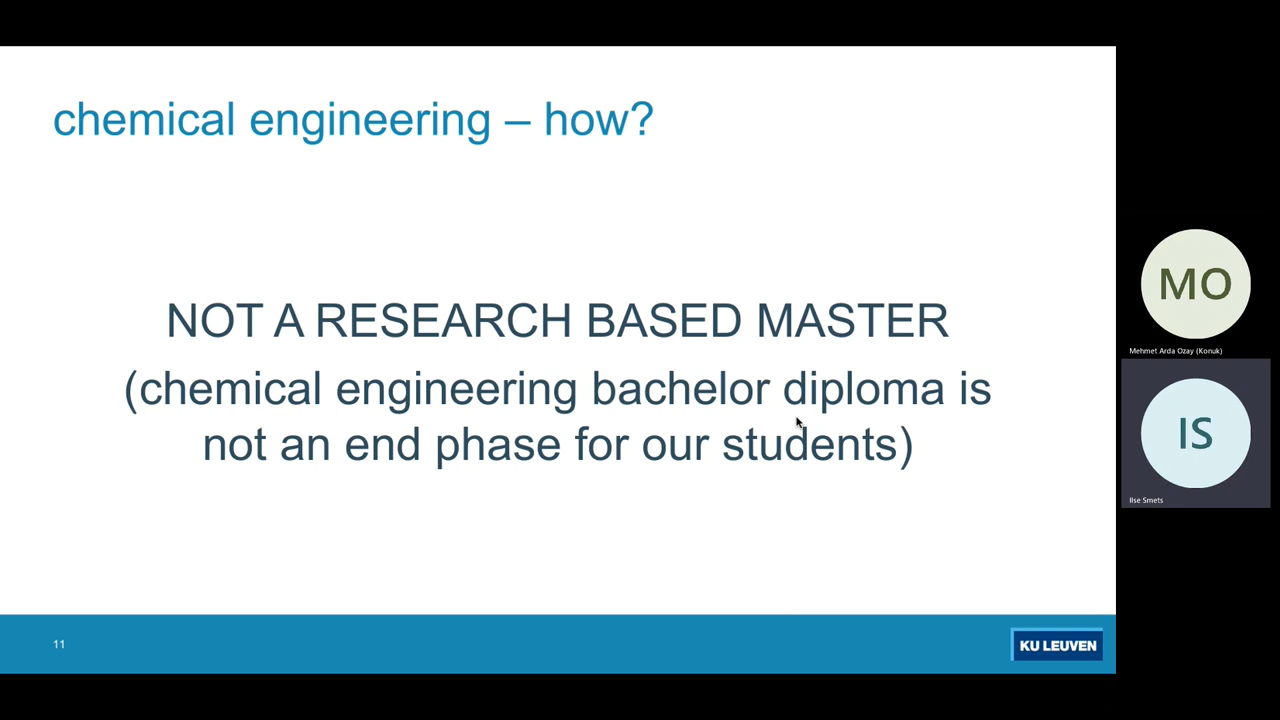 chemical engineering – how?
NOT A RESEARCH BASED MASTER
(chemical engineering bachelor diploma is
not an end phase for our students)
MO
Mehmet Arda Ozay (Konuk)
IS
Ilse Smets
11
KU LEUVEN